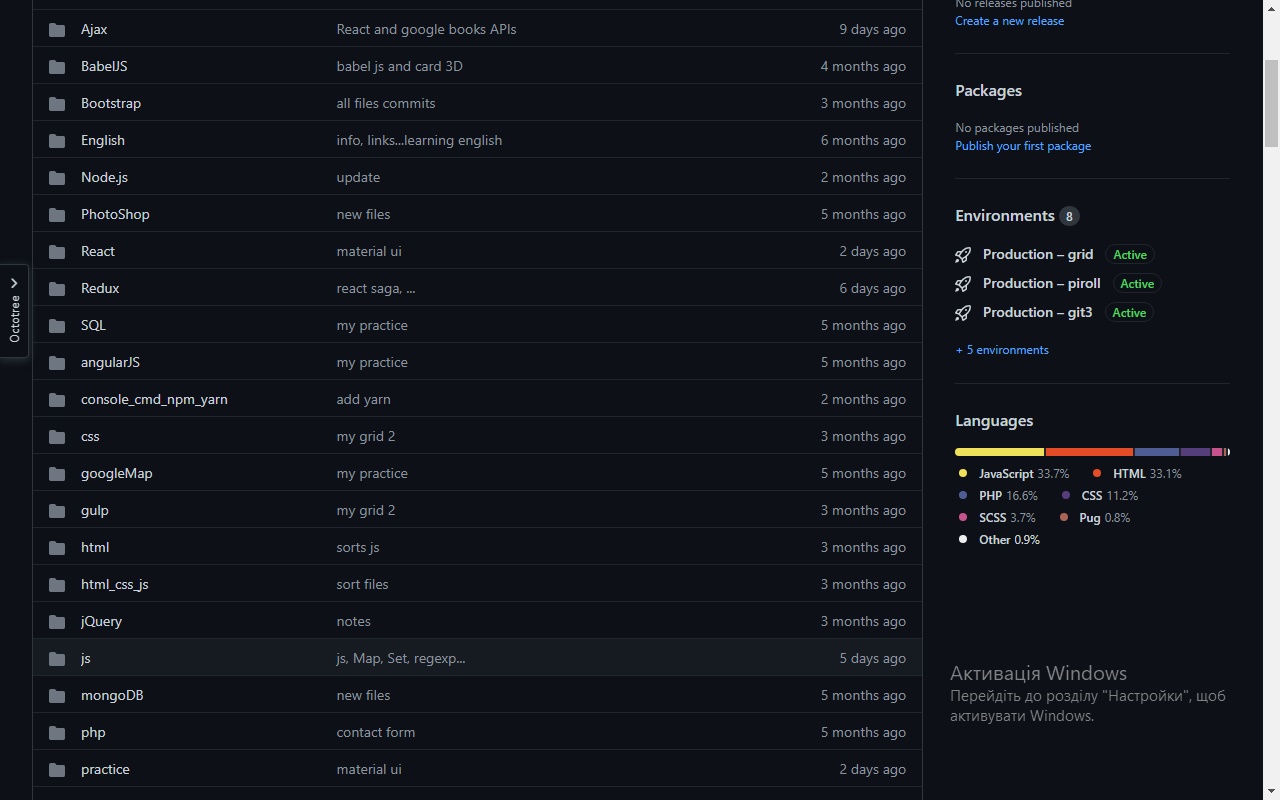 No releases published
Create a new release
Ajax React and google books APIs 9 days ago
BabelJS babel js and card 3D 4 months ago
Bootstrap all files commits 3 months ago
English info, links...learning english 6 months ago
Node.js update 2 months ago
PhotoShop new files 5 months ago
React material ui 2 days ago
Redux react saga, ... 6 days ago
SQL my practice 5 months ago
angularJS my practice 5 months ago
console_cmd_npm_yarn add yarn 2 months ago
css my grid 2 3 months ago
googleMap my practice 5 months ago
gulp my grid 2 3 months ago
html sorts js 3 months ago
html_css_js sort files 3 months ago
jQuery notes 3 months ago
js js, Map, Set, regexp... 5 days ago
mongoDB new files 5 months ago
php contact form 5 months ago
practice material ui 2 days ago
Octotree
Packages
No packages published
Publish your first package
Environments 8
Production – grid Active
Production – piroll Active
Production – git3 Active
+ 5 environments
Languages
JavaScript 33.7% HTML 33.1%
PHP 16.6% CSS 11.2%
SCSS 3.7% Pug 0.8%
Other 0.9%
Активація Windows
Перейдіть до розділу "Настройки", щоб
активувати Windows.